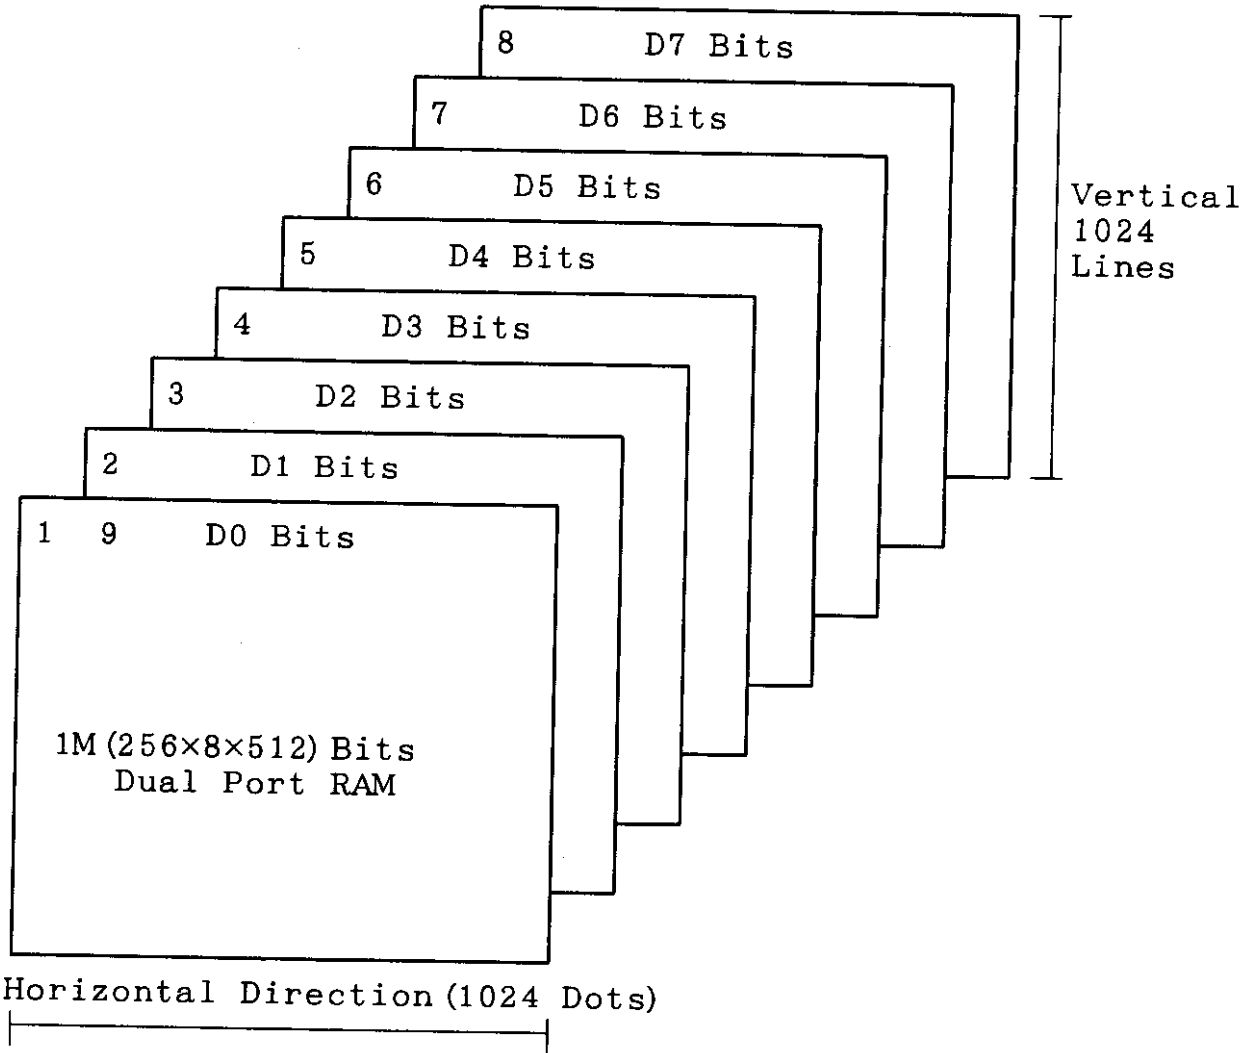 8 D7 Bits
7 D6 Bits
6 D5 Bits
5 D4 Bits
4 D3 Bits
3 D2 Bits
2 D1 Bits
1 9 D0 Bits
1M (256×8×512) Bits
Dual Port RAM
Vertical
1024
Lines
Horizontal Direction (1024 Dots)